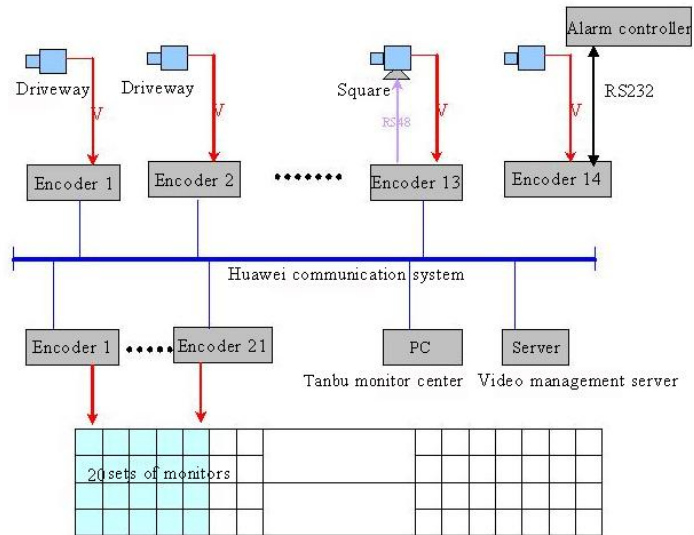 Alarm controller
Driveway
Driveway
Square
RS232
V
V
RS48
V
V
Encoder 1
Encoder 2
Encoder 13
Encoder 14
Huawei communication system
Encoder 1
Encoder 21
PC
Server
Tanbu monitor center
Video management server
20 sets of monitors